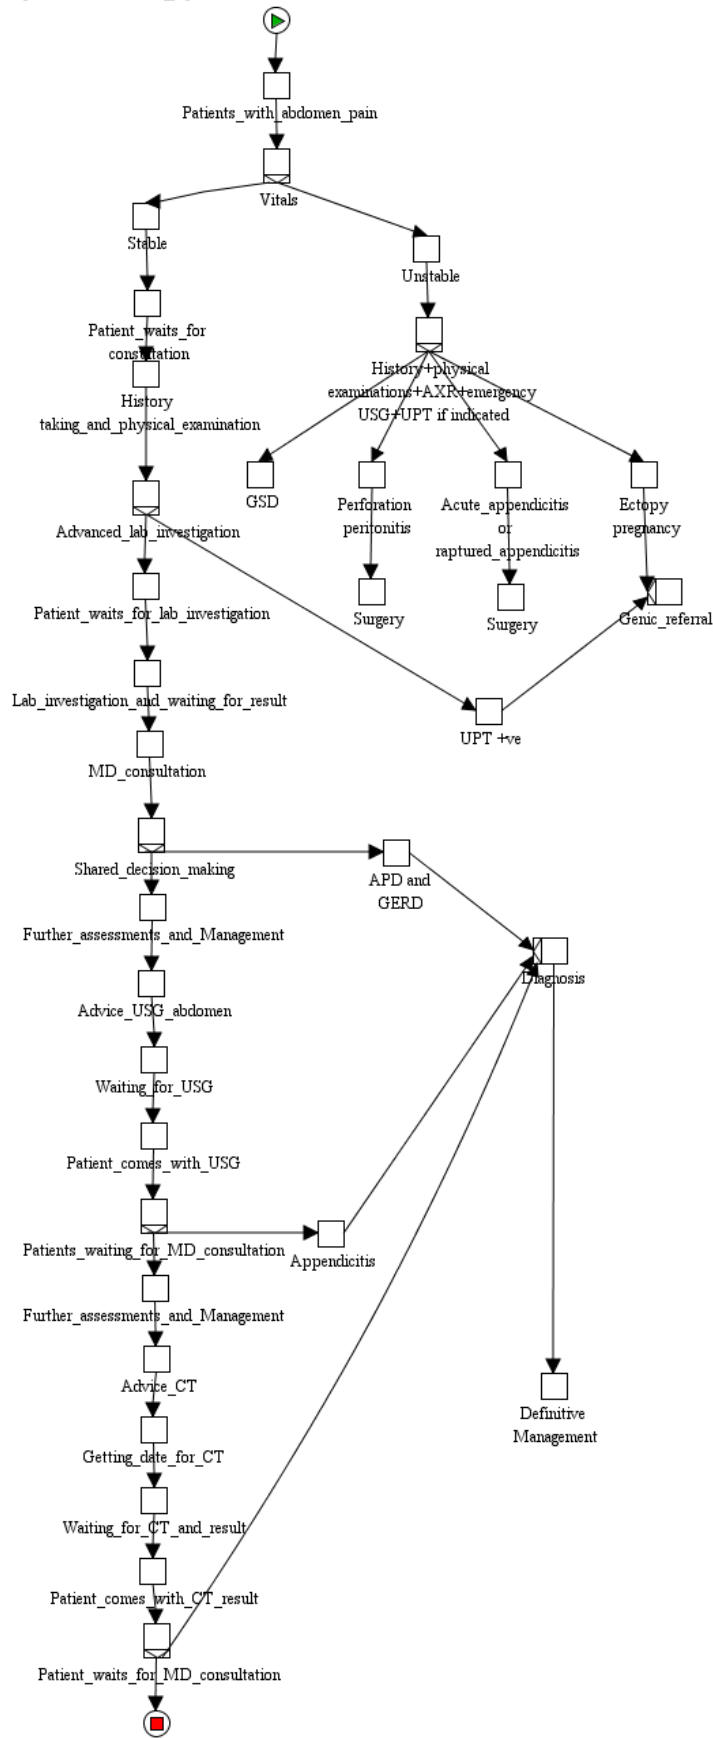 Patients_with_abdomen_pain
Vitals
Stable
Unstable
Patient_waits_for
consultation
History+physical
examinations+AXR+emergency
USG+UPT if indicated
History
taking_and_physical_examination
GSD
Perforation
peritonitis
Acute_appendicitis
or
raptured_appendicitis
Ectopy
pregnancy
Advanced_lab_investigation
Patient_waits_for_lab_investigation
Surgery
Surgery
Genic_referral
Lab_investigation_and_waiting_for_result
UPT +ve
MD_consultation
Shared_decision_making
APD and
GERD
Further_assessments_and_Management
Diagnosis
Advice_USG_abdomen
Waiting_for_USG
Patient_comes_with_USG
Patients_waiting_for_MD_consultation
Appendicitis
Further_assessments_and_Management
Advice_CT
Definitive
Management
Getting_date_for_CT
Waiting_for_CT_and_result
Patient_comes_with_CT_result
Patient_waits_for_MD_consultation